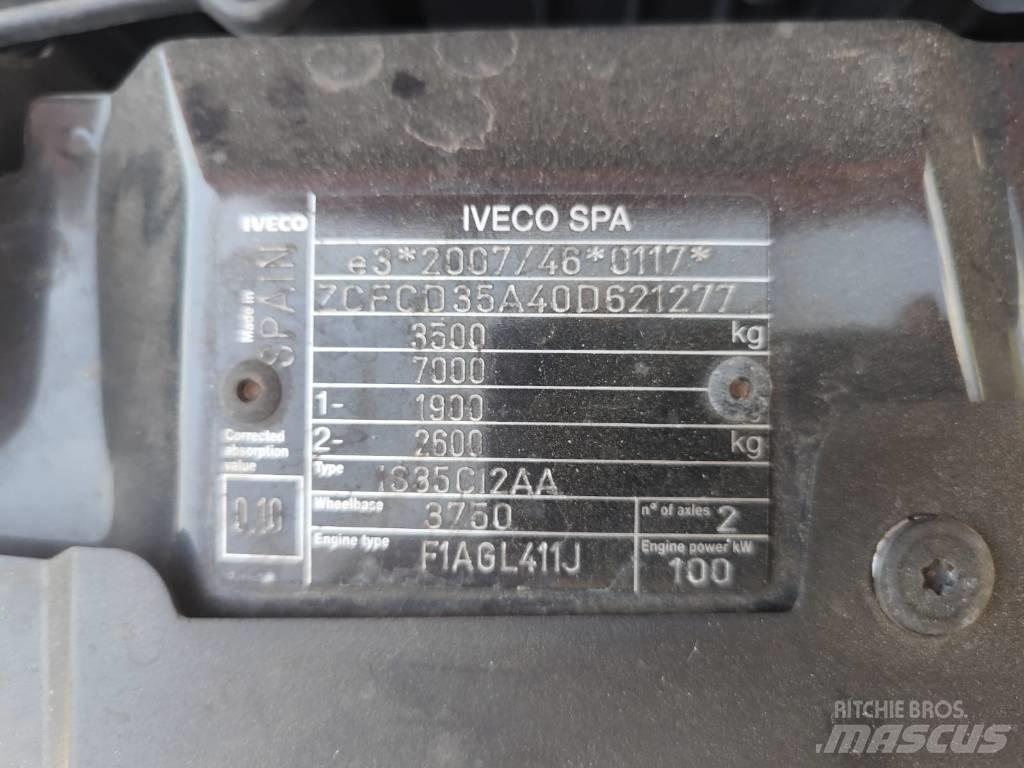 IVECO
IVECO SPA
e3*2007/46*0117*
Made in SPAIN
ZCFCD35A40D621277
3500 kg
7000
1- 1900
2- 2600 kg
Corrected
absorption
value
0.10
Type IS35CI2AA
Wheelbase 3750
n° of axles 2
Engine type F1AGL411J
Engine power kW 100
RITCHIE BROS.
MASCUS